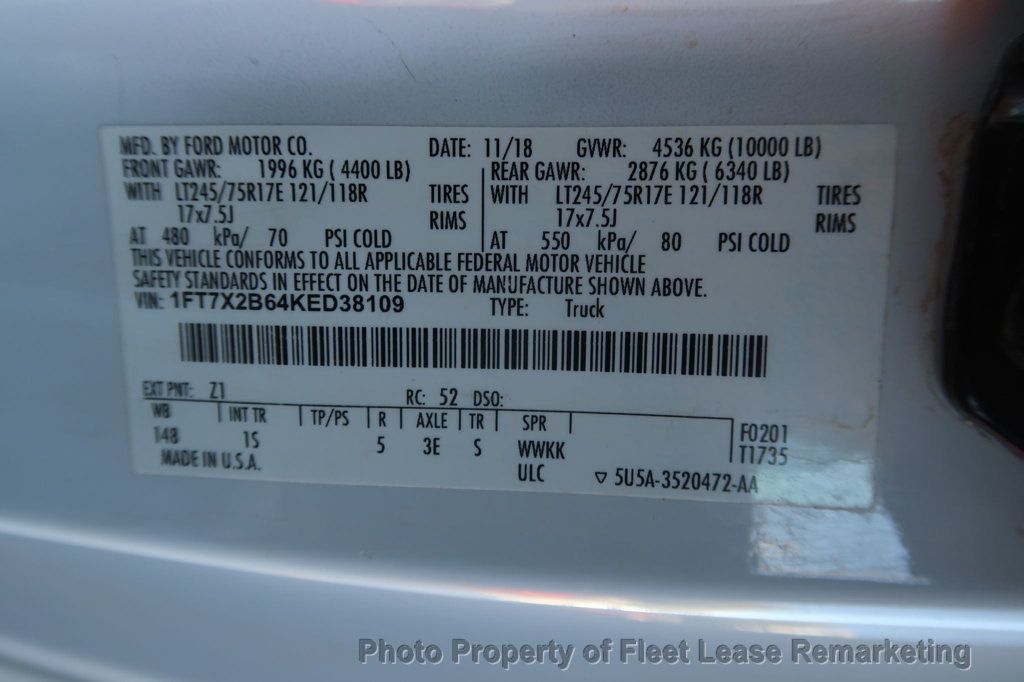 MFD. BY FORD MOTOR CO. DATE: 11/18 GVWR: 4536 KG (10000 LB)
FRONT GAWR: 1996 KG ( 4400 LB) REAR GAWR: 2876 KG ( 6340 LB)
WITH LT245/75R17E 121/118R TIRES WITH LT245/75R17E 121/118R TIRES
17x7.5J RIMS 17x7.5J RIMS
AT 480 kPa/ 70 PSI COLD AT 550 kPa/ 80 PSI COLD
THIS VEHICLE CONFORMS TO ALL APPLICABLE FEDERAL MOTOR VEHICLE
SAFETY STANDARDS IN EFFECT ON THE DATE OF MANUFACTURE SHOWN ABOVE.
VIN: 1FT7X2B64KED38109 TYPE: Truck
EXT PNT: Z1 RC: 52 DSO:
WB INT TR TP/PS R AXLE TR SPR F0201
148 1S 5 3E S WWKK T1735
MADE IN U.S.A. ULC 5U5A-3520472-AA
Photo Property of Fleet Lease Remarketing